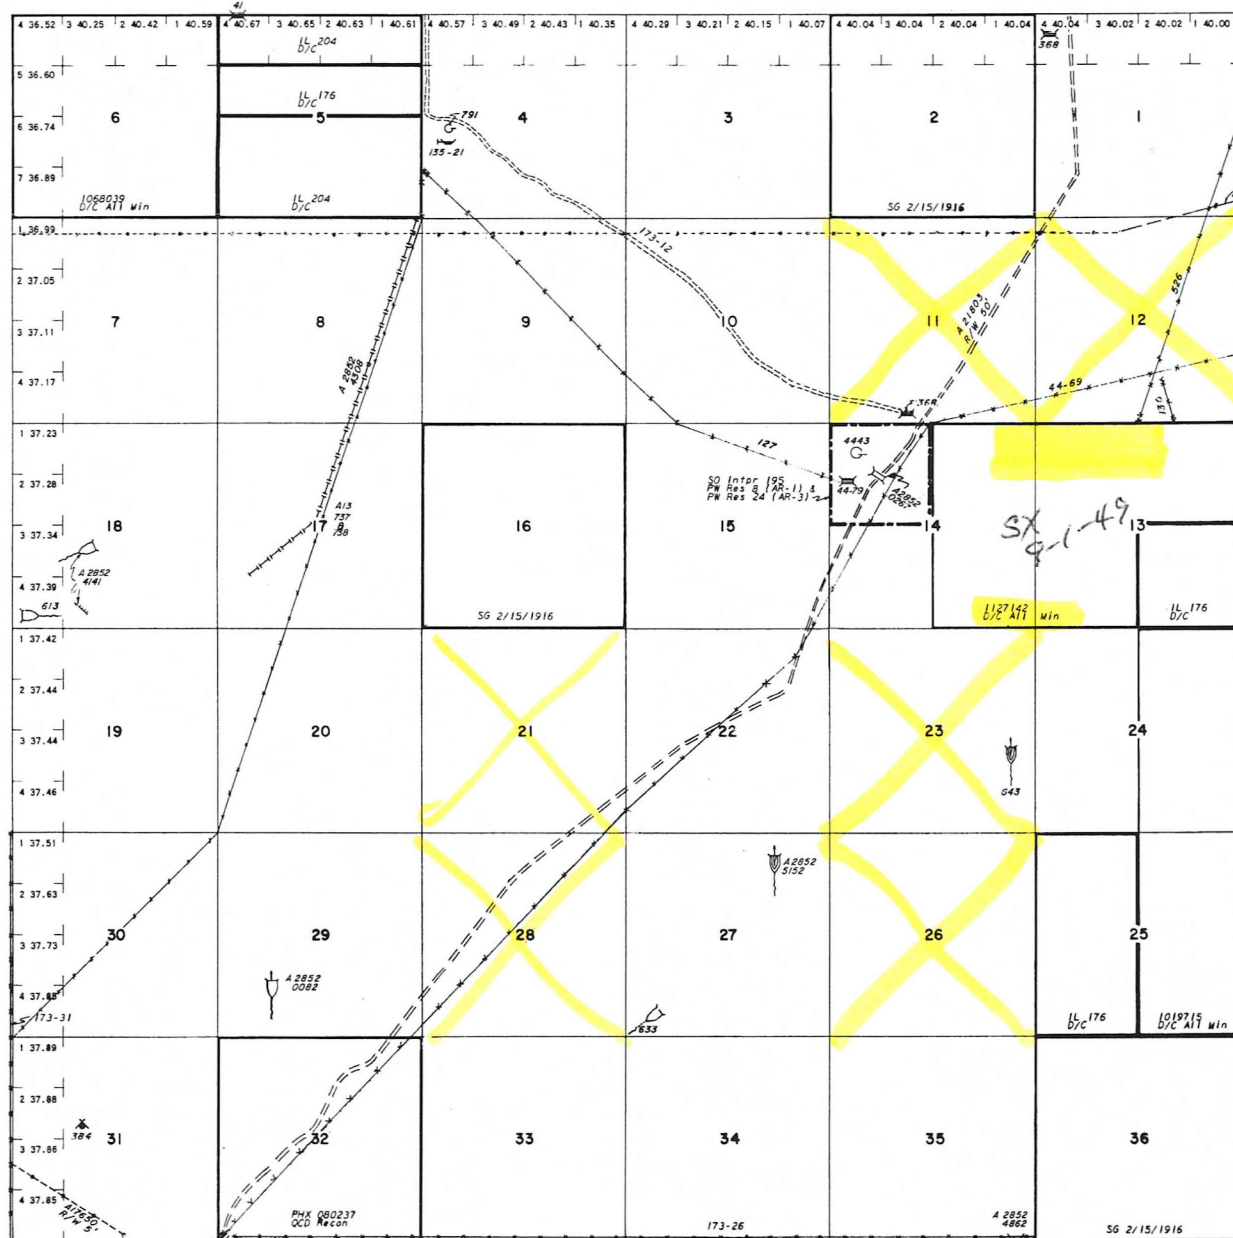 41
4 36.52 3 40.25 2 40.42 1 40.59 4 40.67 3 40.65 2 40.63 1 40.61 4 40.57 3 40.49 2 40.43 1 40.35 4 40.29 3 40.21 2 40.15 1 40.07 4 40.04 3 40.04 2 40.04 1 40.04 4 40.04 3 40.02 2 40.02 1 40.00
IL 204
D/C
368
5 36.60
IL 176
D/C
791
6 36.74
6 5 4 3 2 1
135-21
7 36.89
1068039
D/C All Min
IL 204
D/C
SG 2/15/1916
1 36.99
173-12
2 37.05
526
A 21803
R/W 50'
3 37.11
7 8 9 10 11 12
A 2852
4308
4 37.17
44-69
130
368
1 37.23
127
4443
2 37.28
SO Intpr 195
PW Res 8 (AR-1) &
PW Res 24 (AR-3)
44-79
A2852
0267
A13
737
8
738
3 37.34
18 17 16 15 14 13
SX
9-1-49
A 2852
4141
4 37.39
613
SG 2/15/1916
1127142
D/C All Min
IL 176
D/C
1 37.42
2 37.44
3 37.44
19 20 21 22 23 24
643
4 37.46
1 37.51
A2852
5152
2 37.63
3 37.73
30 29 28 27 26 25
A 2852
0082
4 37.85
173-31
633
IL 176
D/C
1019715
D/C All Min
1 37.89
2 37.88
384
3 37.86
31 32 33 34 35 36
4 37.85
A17650
R/W 5'
PHX 080237
QCD Recon
173-26
A 2852
4862
SG 2/15/1916